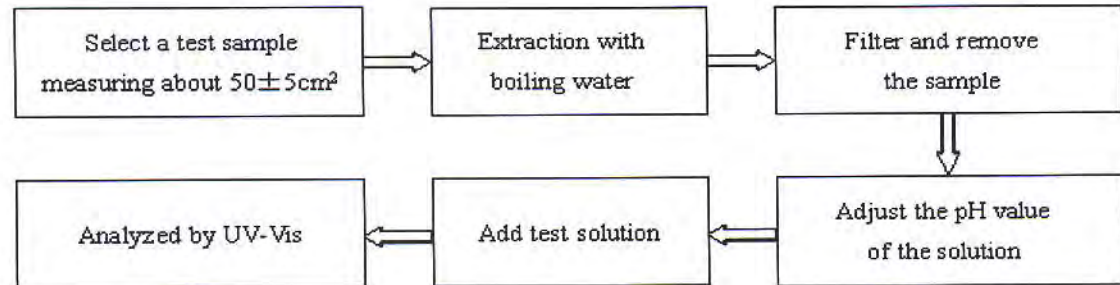 Select a test sample
measuring about 50±5cm²
Extraction with
boiling water
Filter and remove
the sample
Adjust the pH value
of the solution
Add test solution
Analyzed by UV-Vis